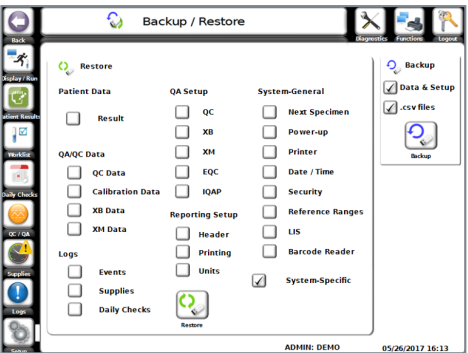 Backup / Restore
Back
Diagnostics
Functions
Logout
Display / Run
Patient Results
Worklist
Daily Checks
QC / QA
Supplies
Logs
Setup
Restore
Patient Data
Result
QA/QC Data
QC Data
Calibration Data
XB Data
XM Data
Logs
Events
Supplies
Daily Checks
QA Setup
QC
XB
XM
EQC
IQAP
Reporting Setup
Header
Printing
Units
Restore
System-General
Next Specimen
Power-up
Printer
Date / Time
Security
Reference Ranges
LIS
Barcode Reader
System-Specific
Backup
Data & Setup
.csv files
Backup
ADMIN: DEMO
05/26/2017 16:13